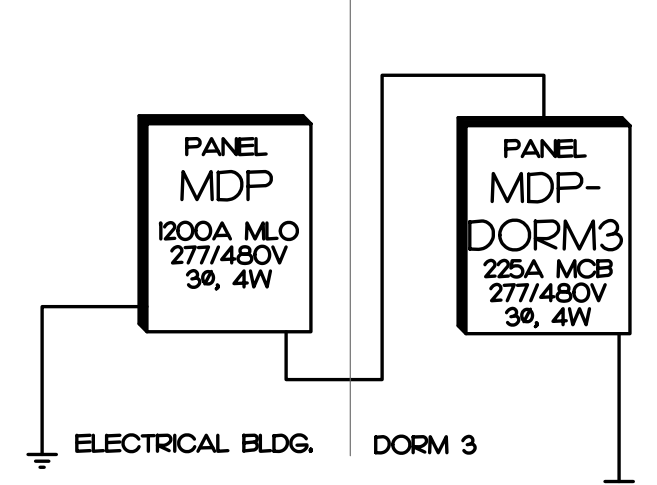 PANEL
MDP
1200A MLO
277/480V
3Ø, 4W
PANEL
MDP-
DORM3
225A MCB
277/480V
3Ø, 4W
ELECTRICAL BLDG.
DORM 3